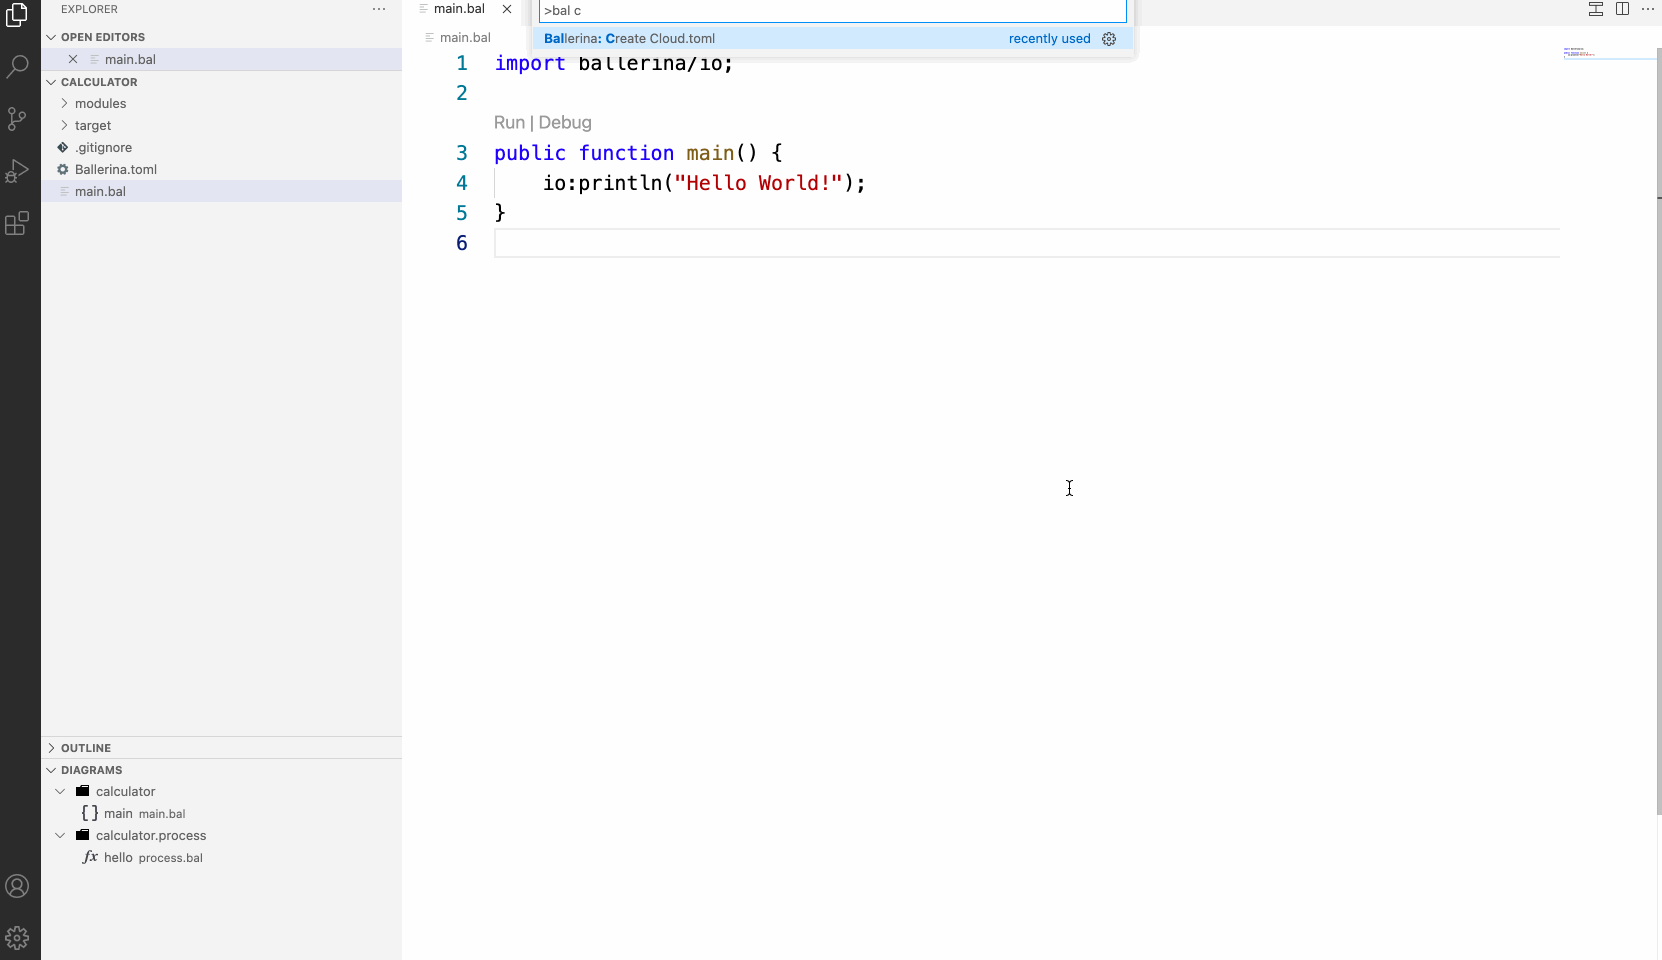 EXPLORER
OPEN EDITORS
main.bal
CALCULATOR
modules
target
.gitignore
Ballerina.toml
main.bal
OUTLINE
DIAGRAMS
calculator
main main.bal
calculator.process
hello process.bal
main.bal
>bal c
Ballerina: Create Cloud.toml recently used
main.bal
1 import ballerina/io;
2
Run | Debug
3 public function main() {
4 io:println("Hello World!");
5 }
6